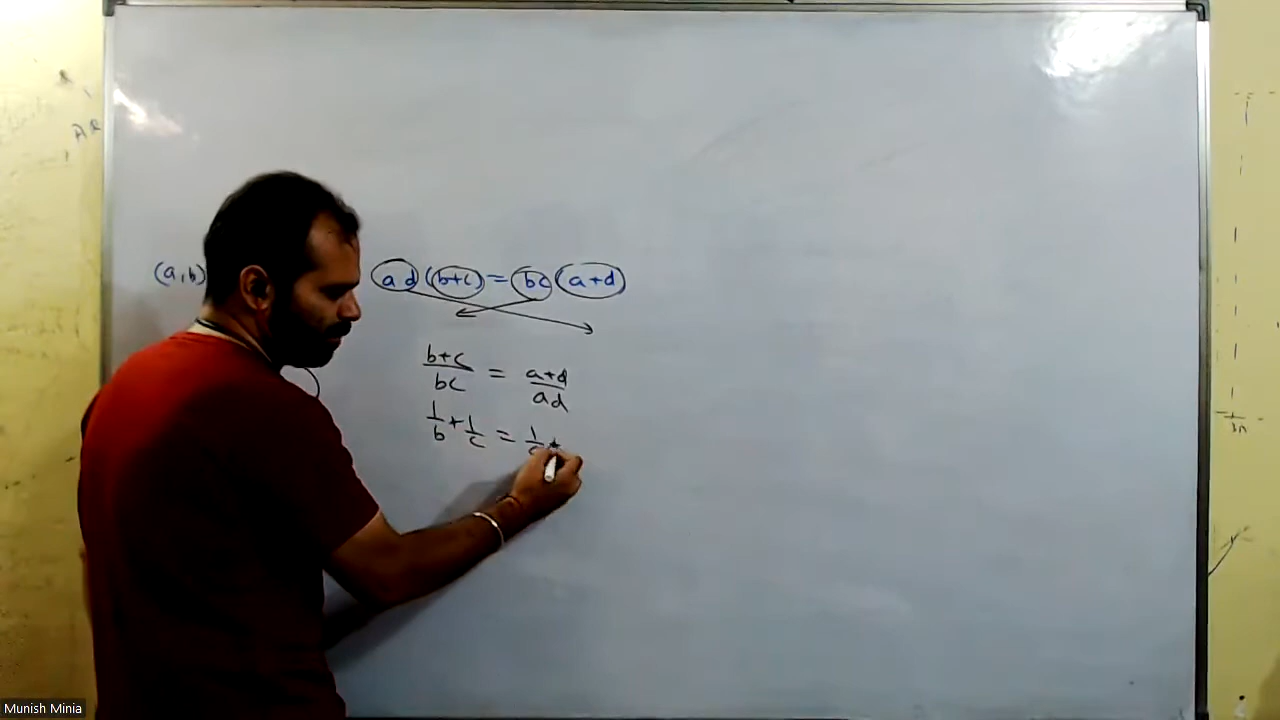 (a,b) ad (b+c) = bc (a+d)
b+c/bc = a+d/ad
1/b + 1/c = 1/
Munish Minia